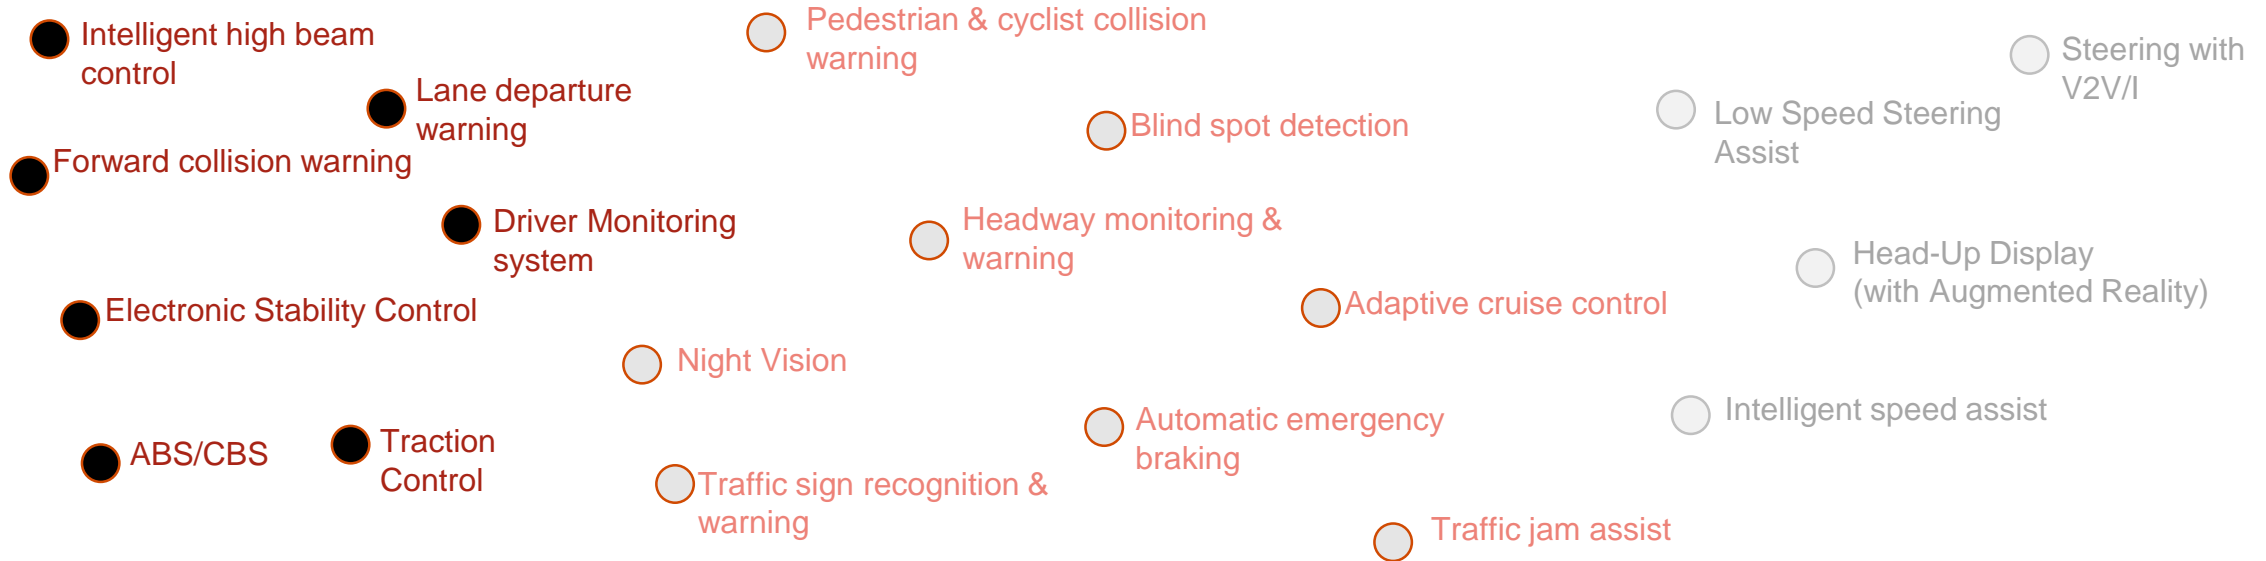 Intelligent high beam
control
Lane departure
warning
Forward collision warning
Driver Monitoring
system
Electronic Stability Control
ABS/CBS
Traction
Control
Pedestrian & cyclist collision
warning
Blind spot detection
Headway monitoring &
warning
Adaptive cruise control
Night Vision
Automatic emergency
braking
Traffic sign recognition &
warning
Traffic jam assist
Steering with
V2V/I
Low Speed Steering
Assist
Head-Up Display
(with Augmented Reality)
Intelligent speed assist